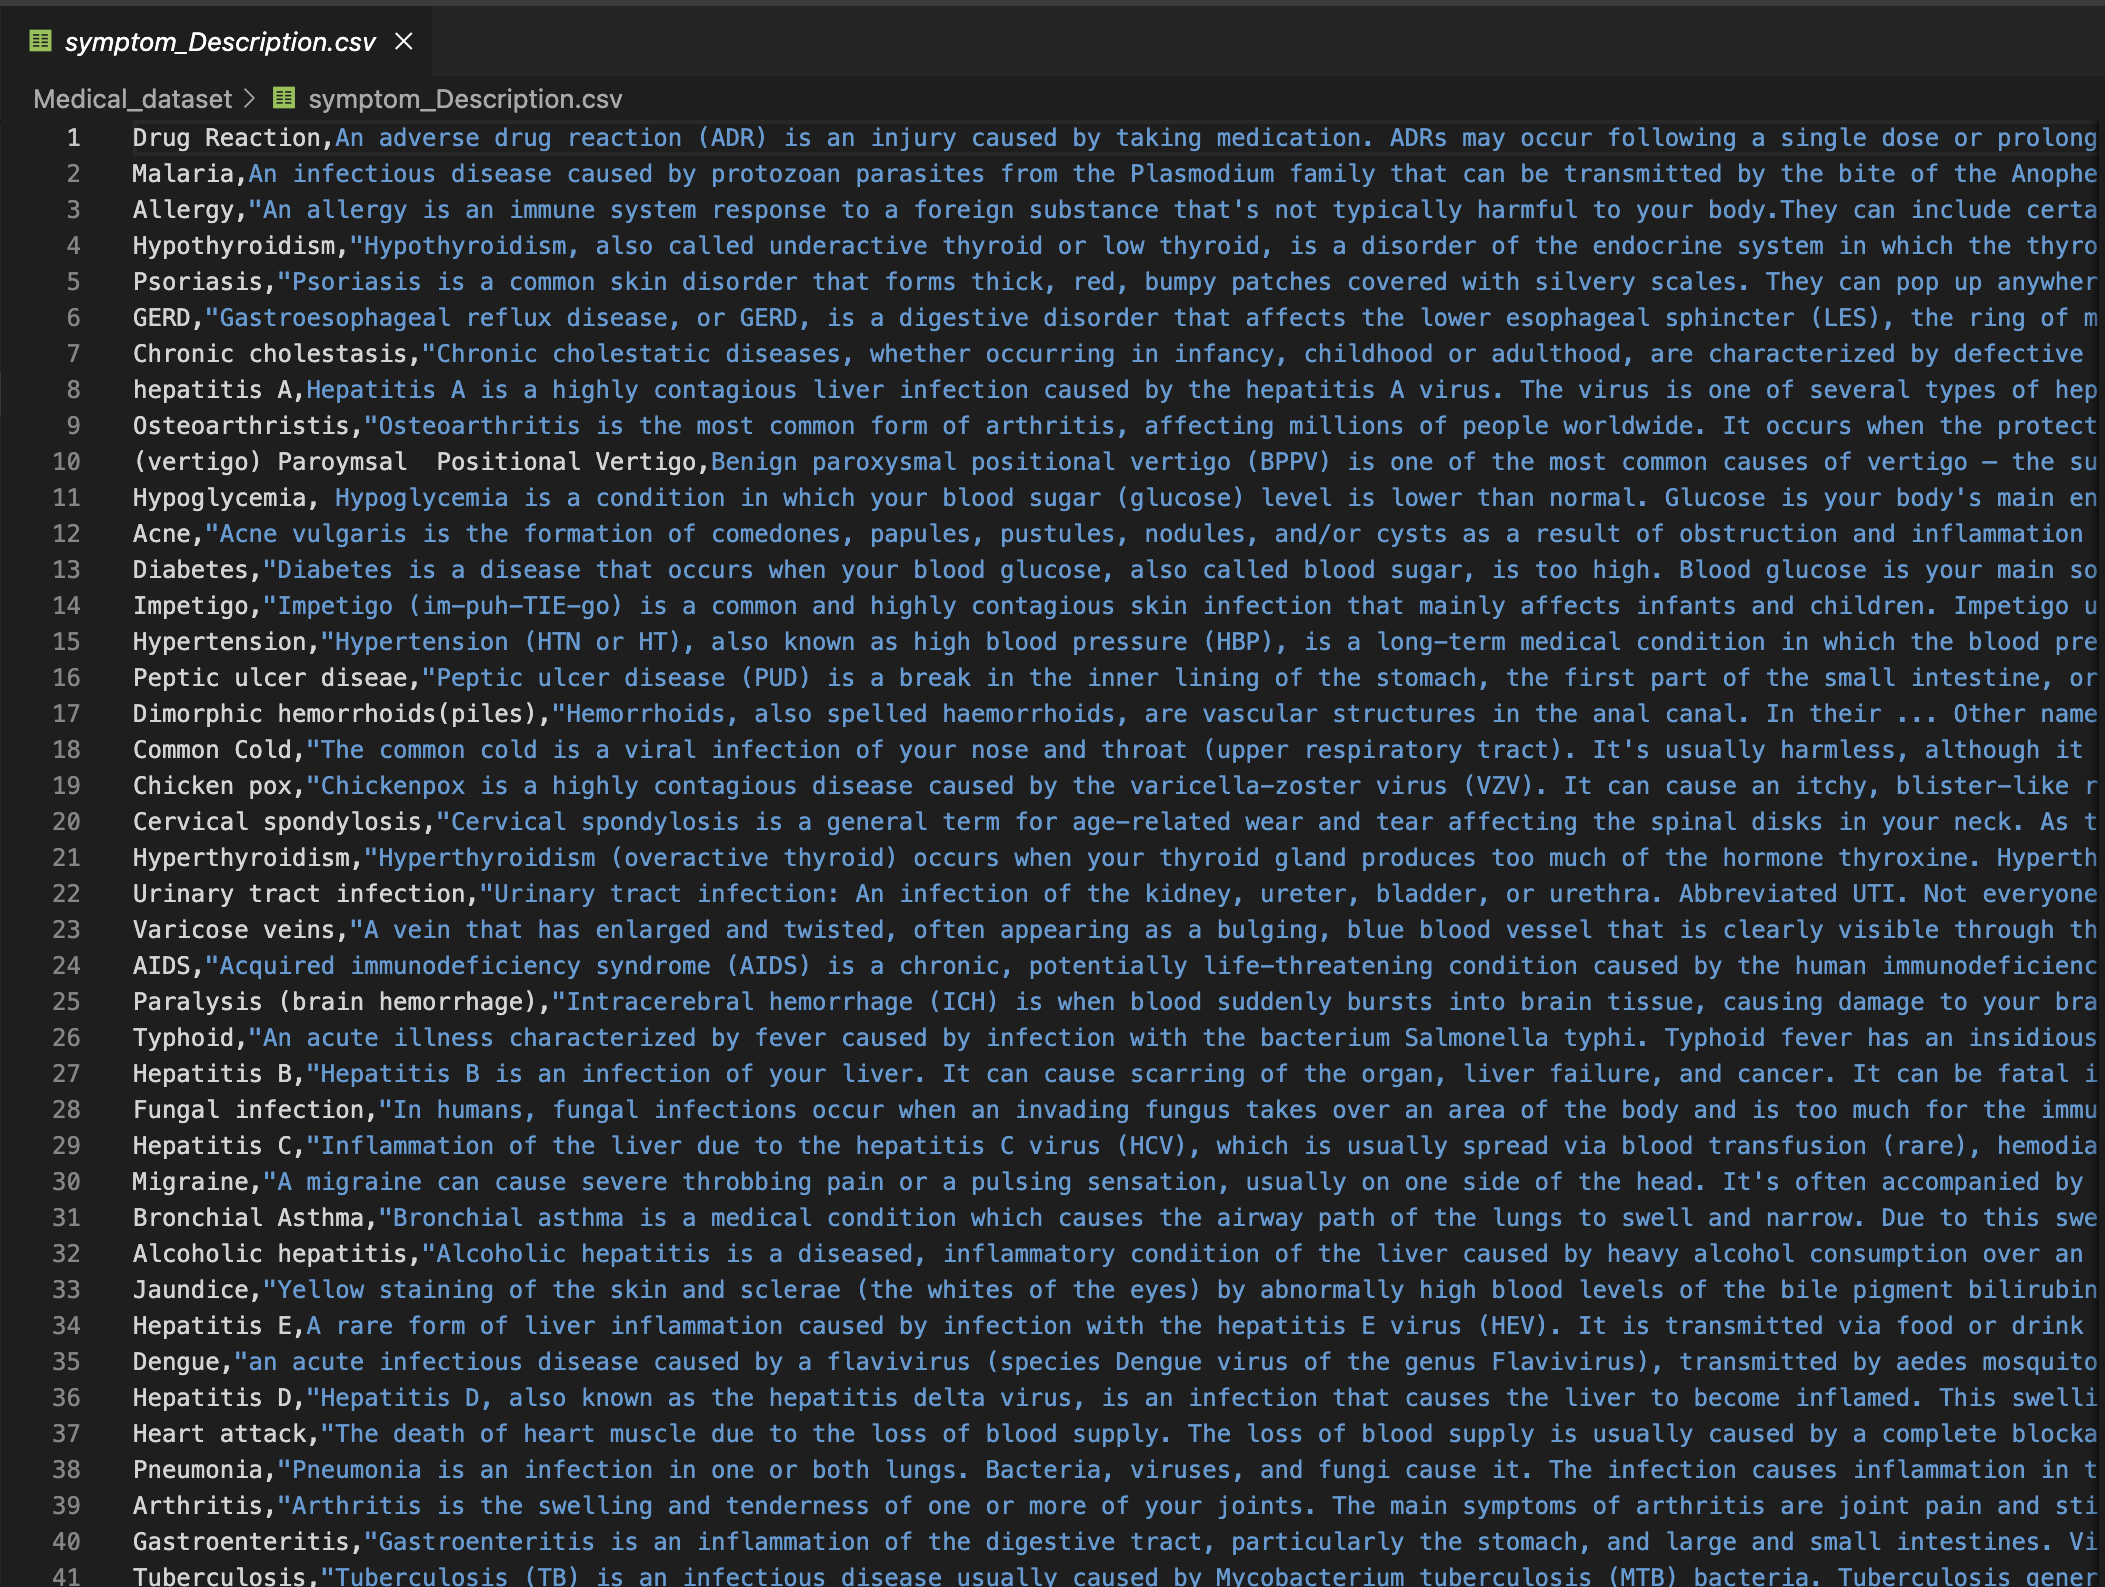 symptom_Description.csv
Medical_dataset > symptom_Description.csv
1 Drug Reaction,An adverse drug reaction (ADR) is an injury caused by taking medication. ADRs may occur following a single dose or prolong
2 Malaria,An infectious disease caused by protozoan parasites from the Plasmodium family that can be transmitted by the bite of the Anophe
3 Allergy,"An allergy is an immune system response to a foreign substance that's not typically harmful to your body.They can include certa
4 Hypothyroidism,"Hypothyroidism, also called underactive thyroid or low thyroid, is a disorder of the endocrine system in which the thyro
5 Psoriasis,"Psoriasis is a common skin disorder that forms thick, red, bumpy patches covered with silvery scales. They can pop up anywher
6 GERD,"Gastroesophageal reflux disease, or GERD, is a digestive disorder that affects the lower esophageal sphincter (LES), the ring of m
7 Chronic cholestasis,"Chronic cholestatic diseases, whether occurring in infancy, childhood or adulthood, are characterized by defective
8 hepatitis A,Hepatitis A is a highly contagious liver infection caused by the hepatitis A virus. The virus is one of several types of hep
9 Osteoarthristis,"Osteoarthritis is the most common form of arthritis, affecting millions of people worldwide. It occurs when the protect
10 (vertigo) Paroymsal  Positional Vertigo,Benign paroxysmal positional vertigo (BPPV) is one of the most common causes of vertigo — the su
11 Hypoglycemia, Hypoglycemia is a condition in which your blood sugar (glucose) level is lower than normal. Glucose is your body's main en
12 Acne,"Acne vulgaris is the formation of comedones, papules, pustules, nodules, and/or cysts as a result of obstruction and inflammation
13 Diabetes,"Diabetes is a disease that occurs when your blood glucose, also called blood sugar, is too high. Blood glucose is your main so
14 Impetigo,"Impetigo (im-puh-TIE-go) is a common and highly contagious skin infection that mainly affects infants and children. Impetigo u
15 Hypertension,"Hypertension (HTN or HT), also known as high blood pressure (HBP), is a long-term medical condition in which the blood pre
16 Peptic ulcer diseae,"Peptic ulcer disease (PUD) is a break in the inner lining of the stomach, the first part of the small intestine, or
17 Dimorphic hemorrhoids(piles),"Hemorrhoids, also spelled haemorrhoids, are vascular structures in the anal canal. In their ... Other name
18 Common Cold,"The common cold is a viral infection of your nose and throat (upper respiratory tract). It's usually harmless, although it
19 Chicken pox,"Chickenpox is a highly contagious disease caused by the varicella-zoster virus (VZV). It can cause an itchy, blister-like r
20 Cervical spondylosis,"Cervical spondylosis is a general term for age-related wear and tear affecting the spinal disks in your neck. As t
21 Hyperthyroidism,"Hyperthyroidism (overactive thyroid) occurs when your thyroid gland produces too much of the hormone thyroxine. Hyperth
22 Urinary tract infection,"Urinary tract infection: An infection of the kidney, ureter, bladder, or urethra. Abbreviated UTI. Not everyone
23 Varicose veins,"A vein that has enlarged and twisted, often appearing as a bulging, blue blood vessel that is clearly visible through th
24 AIDS,"Acquired immunodeficiency syndrome (AIDS) is a chronic, potentially life-threatening condition caused by the human immunodeficienc
25 Paralysis (brain hemorrhage),"Intracerebral hemorrhage (ICH) is when blood suddenly bursts into brain tissue, causing damage to your bra
26 Typhoid,"An acute illness characterized by fever caused by infection with the bacterium Salmonella typhi. Typhoid fever has an insidious
27 Hepatitis B,"Hepatitis B is an infection of your liver. It can cause scarring of the organ, liver failure, and cancer. It can be fatal i
28 Fungal infection,"In humans, fungal infections occur when an invading fungus takes over an area of the body and is too much for the immu
29 Hepatitis C,"Inflammation of the liver due to the hepatitis C virus (HCV), which is usually spread via blood transfusion (rare), hemodia
30 Migraine,"A migraine can cause severe throbbing pain or a pulsing sensation, usually on one side of the head. It's often accompanied by
31 Bronchial Asthma,"Bronchial asthma is a medical condition which causes the airway path of the lungs to swell and narrow. Due to this swe
32 Alcoholic hepatitis,"Alcoholic hepatitis is a diseased, inflammatory condition of the liver caused by heavy alcohol consumption over an
33 Jaundice,"Yellow staining of the skin and sclerae (the whites of the eyes) by abnormally high blood levels of the bile pigment bilirubin
34 Hepatitis E,A rare form of liver inflammation caused by infection with the hepatitis E virus (HEV). It is transmitted via food or drink
35 Dengue,"an acute infectious disease caused by a flavivirus (species Dengue virus of the genus Flavivirus), transmitted by aedes mosquito
36 Hepatitis D,"Hepatitis D, also known as the hepatitis delta virus, is an infection that causes the liver to become inflamed. This swelli
37 Heart attack,"The death of heart muscle due to the loss of blood supply. The loss of blood supply is usually caused by a complete blocka
38 Pneumonia,"Pneumonia is an infection in one or both lungs. Bacteria, viruses, and fungi cause it. The infection causes inflammation in t
39 Arthritis,"Arthritis is the swelling and tenderness of one or more of your joints. The main symptoms of arthritis are joint pain and sti
40 Gastroenteritis,"Gastroenteritis is an inflammation of the digestive tract, particularly the stomach, and large and small intestines. Vi
41 Tuberculosis,"Tuberculosis (TB) is an infectious disease usually caused by Mycobacterium tuberculosis (MTB) bacteria. Tuberculosis gener